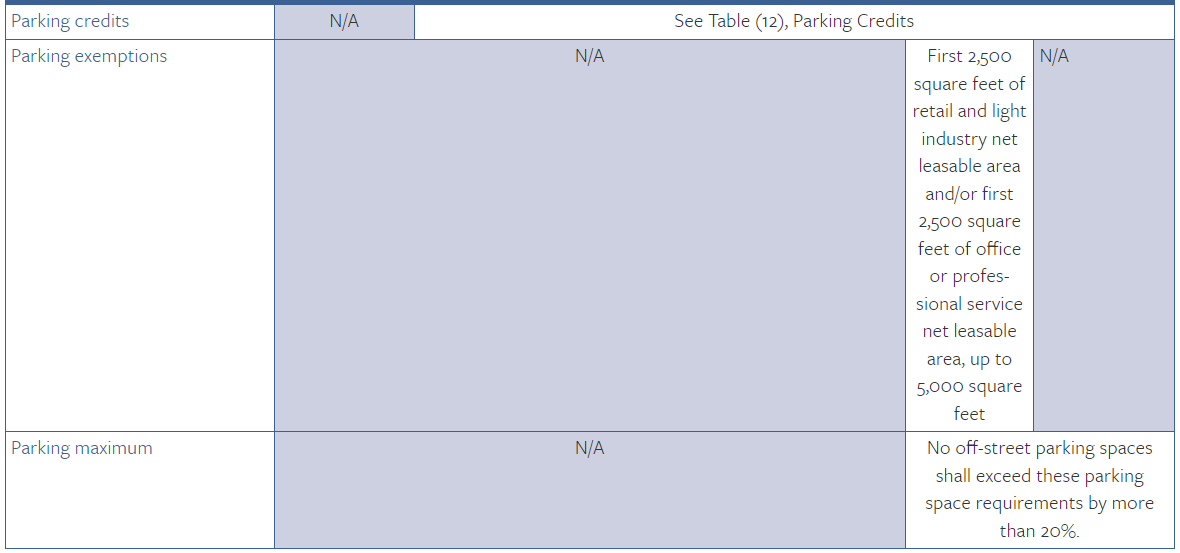 Parking credits
N/A
See Table (12), Parking Credits
Parking exemptions
N/A
First 2,500
square feet of
retail and light
industry net
leasable area
and/or first
2,500 square
feet of office
or profes-
sional service
net leasable
area, up to
5,000 square
feet
N/A
Parking maximum
N/A
No off-street parking spaces
shall exceed these parking
space requirements by more
than 20%.